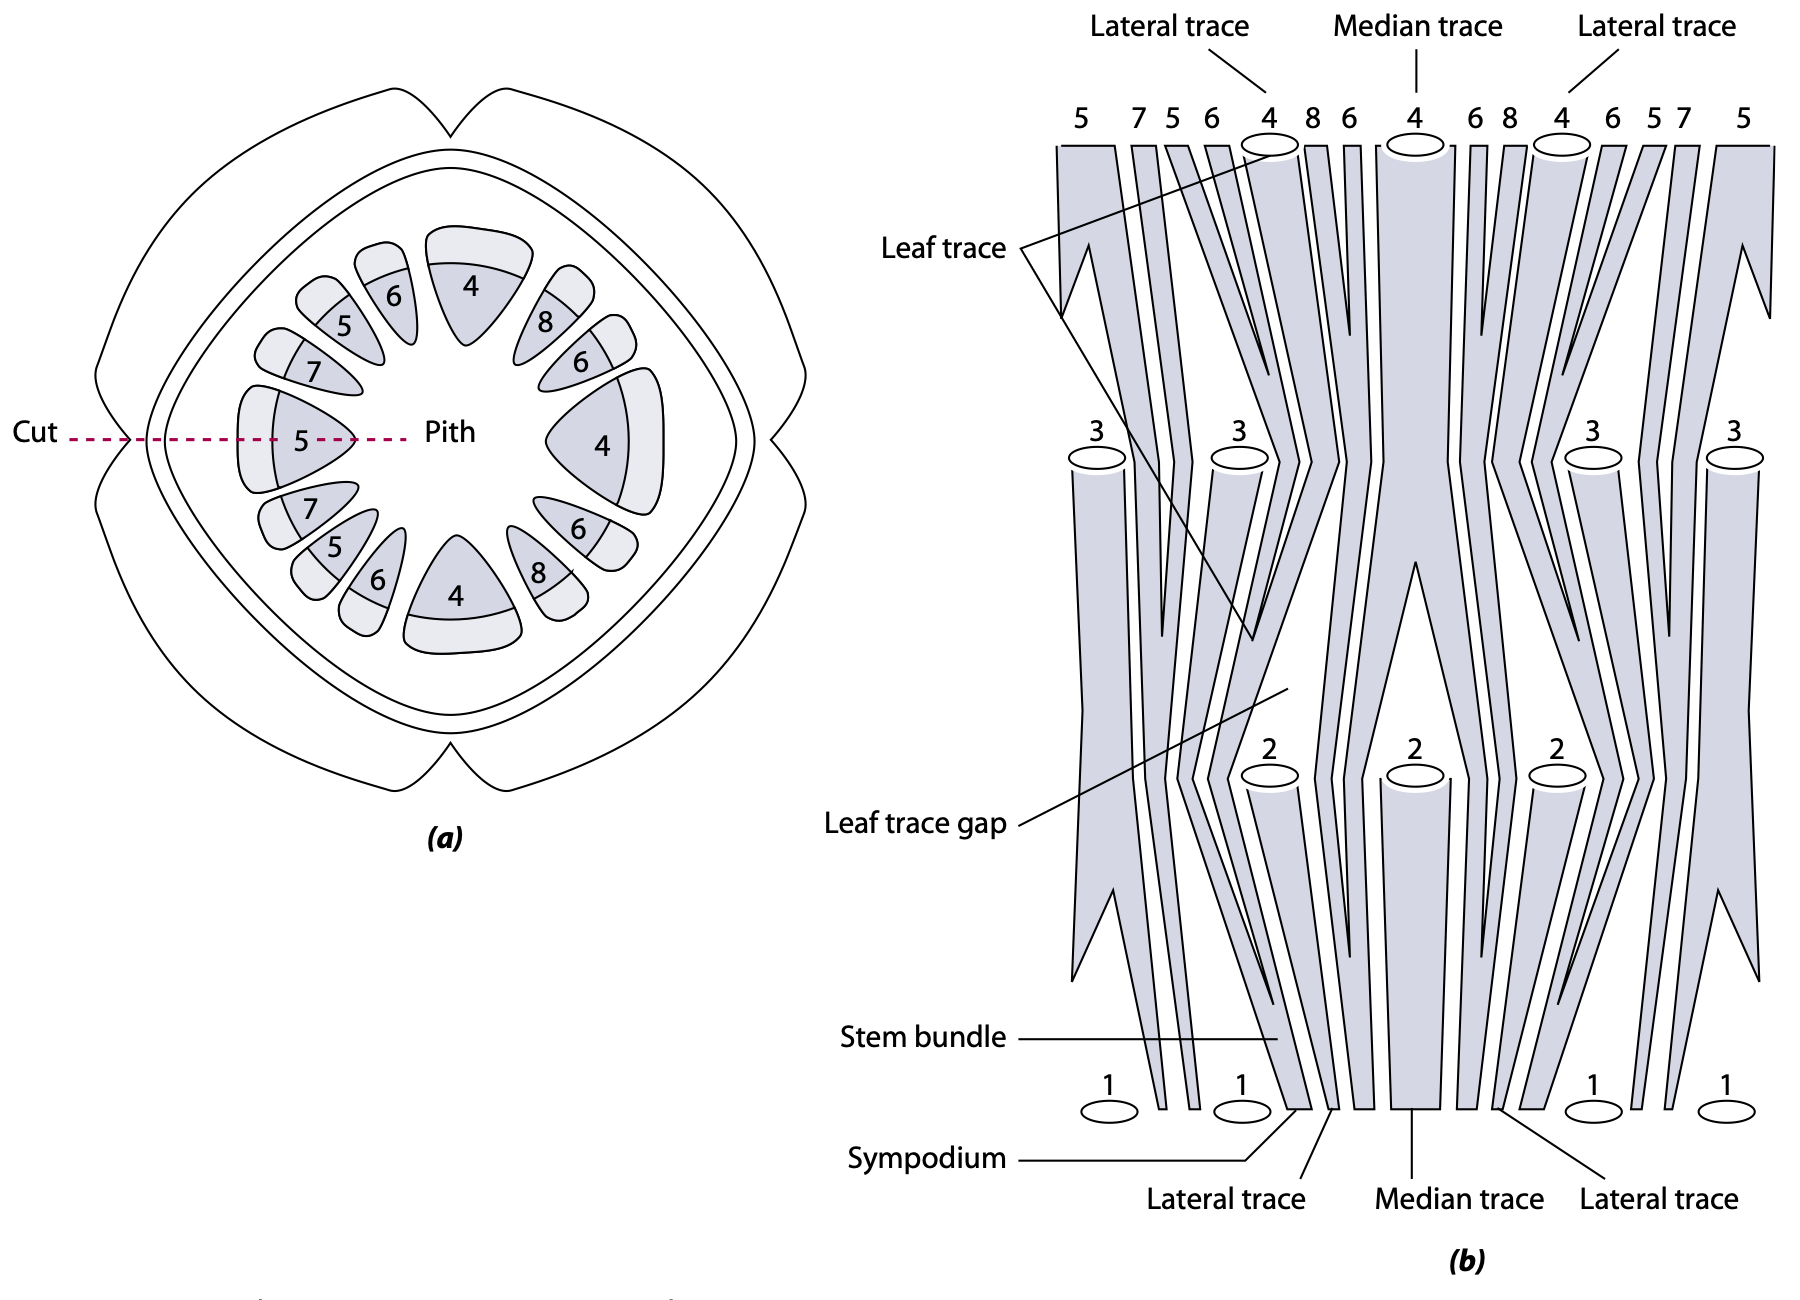 Lateral trace Median trace Lateral trace
5 7 5 6 4 8 6 4 6 8 4 6 5 7 5
Leaf trace
6 4 8
5 6
7
Cut 5 Pith 4
3 3 3 3
7 6
5 8
6 4
2 2 2
Leaf trace gap
(a)
Stem bundle
1 1 1 1
Sympodium
Lateral trace Median trace Lateral trace
(b)